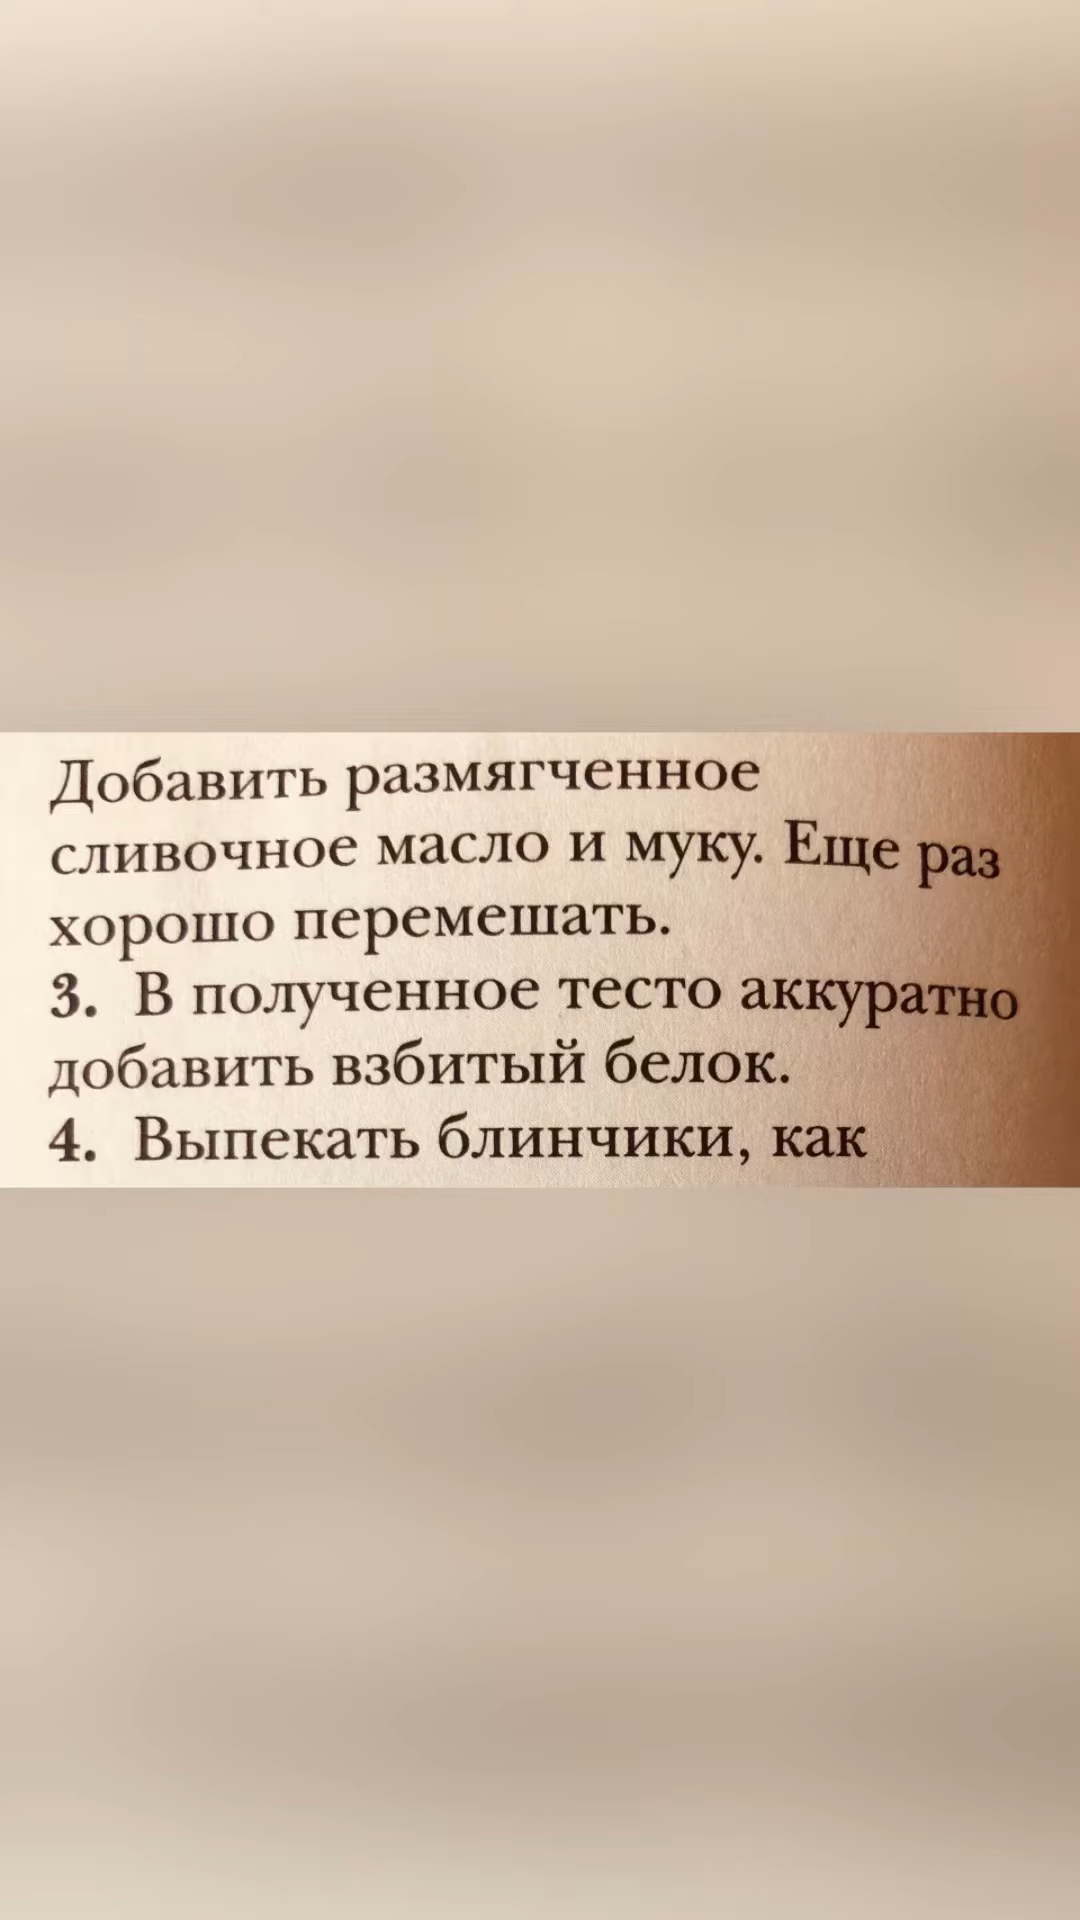 Добавить размягченное
сливочное масло и муку. Еще раз
хорошо перемешать.
3. В полученное тесто аккуратно
добавить взбитый белок.
4. Выпекать блинчики, как